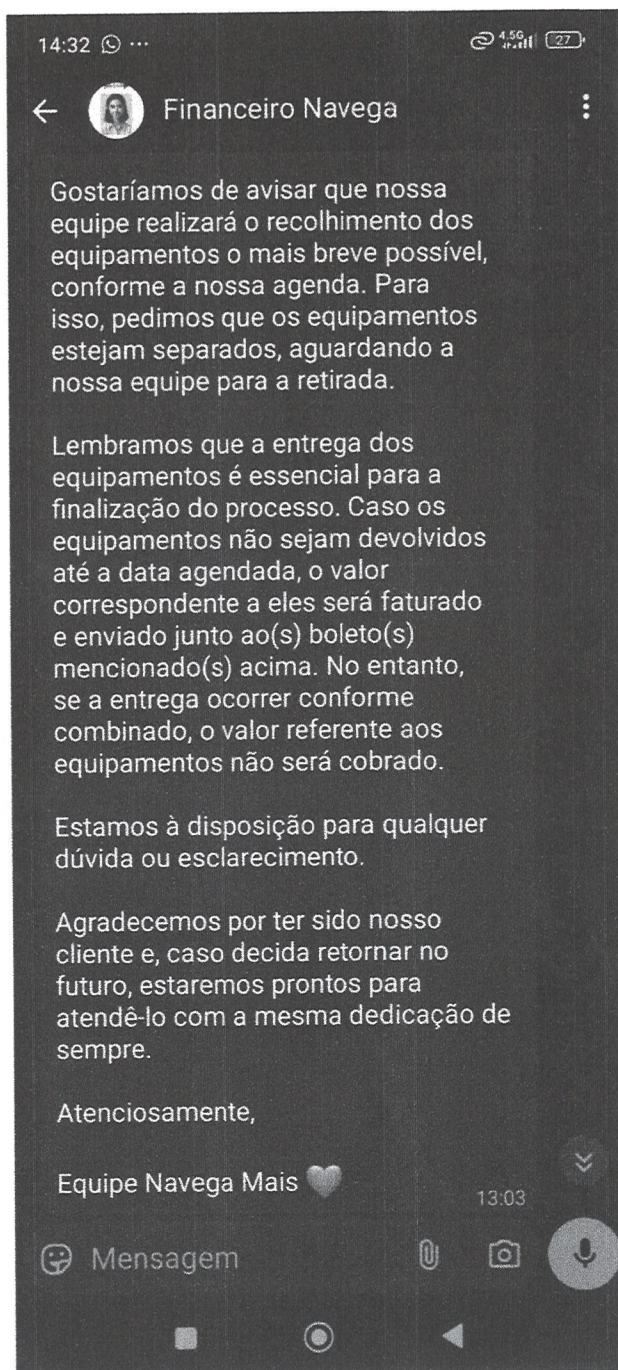 14:32
4.5G
27
Financeiro Navega
Gostaríamos de avisar que nossa
equipe realizará o recolhimento dos
equipamentos o mais breve possível,
conforme a nossa agenda. Para
isso, pedimos que os equipamentos
estejam separados, aguardando a
nossa equipe para a retirada.
Lembramos que a entrega dos
equipamentos é essencial para a
finalização do processo. Caso os
equipamentos não sejam devolvidos
até a data agendada, o valor
correspondente a eles será faturado
e enviado junto ao(s) boleto(s)
mencionado(s) acima. No entanto,
se a entrega ocorrer conforme
combinado, o valor referente aos
equipamentos não será cobrado.
Estamos à disposição para qualquer
dúvida ou esclarecimento.
Agradecemos por ter sido nosso
cliente e, caso decida retornar no
futuro, estaremos prontos para
atendê-lo com a mesma dedicação de
sempre.
Atenciosamente,
Equipe Navega Mais 🖤
13:03
Mensagem